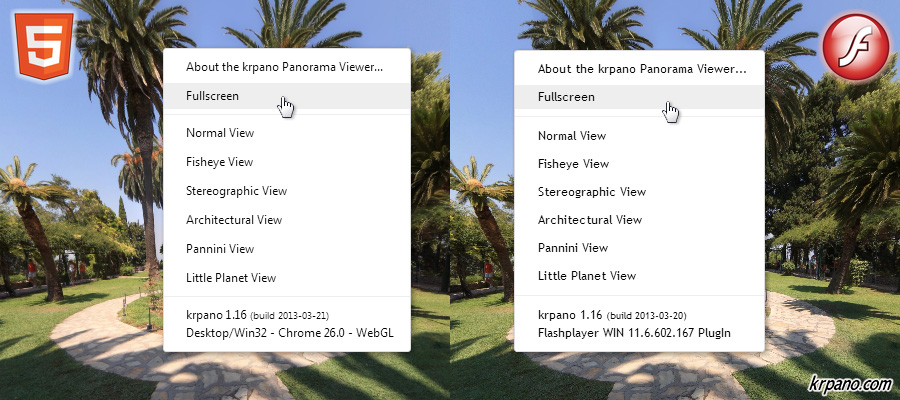 5
About the krpano Panorama Viewer...
Fullscreen
Normal View
Fisheye View
Stereographic View
Architectural View
Pannini View
Little Planet View
krpano 1.16 (build 2013-03-21)
Desktop/Win32 - Chrome 26.0 - WebGL
f
About the krpano Panorama Viewer...
Fullscreen
Normal View
Fisheye View
Stereographic View
Architectural View
Pannini View
Little Planet View
krpano 1.16 (build 2013-03-20)
Flashplayer WIN 11.6.602.167 PlugIn
krpano.com